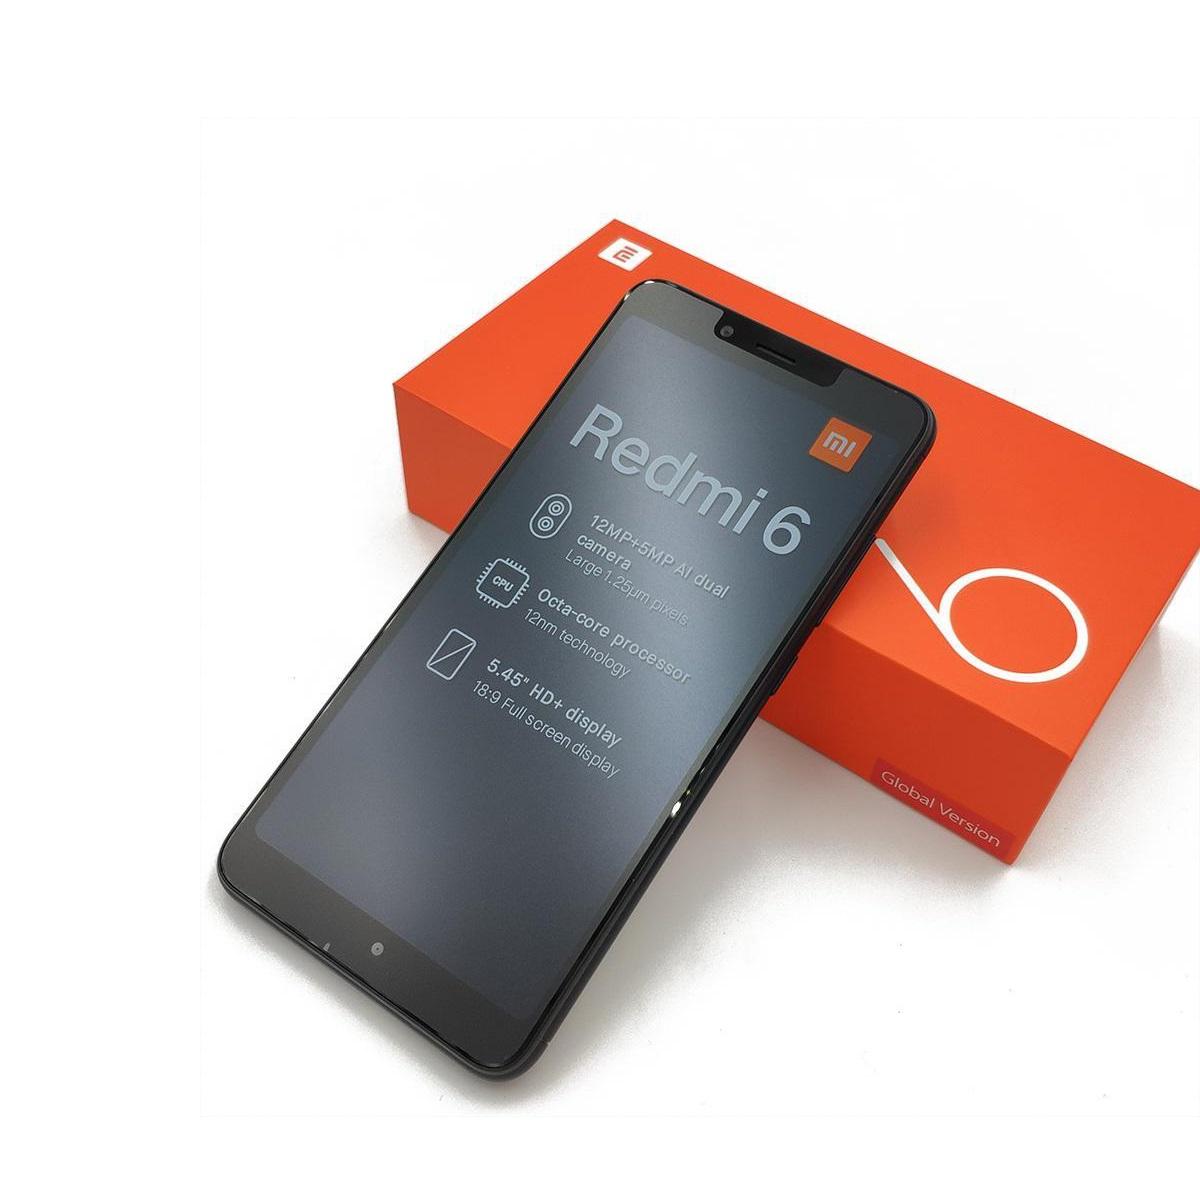 mi
Redmi 6
12MP+5MP AI dual
camera
Large 1.25µm pixels
CPU
Octa-core processor
12nm technology
5.45" HD+ display
18:9 Full screen display
6
Global Version